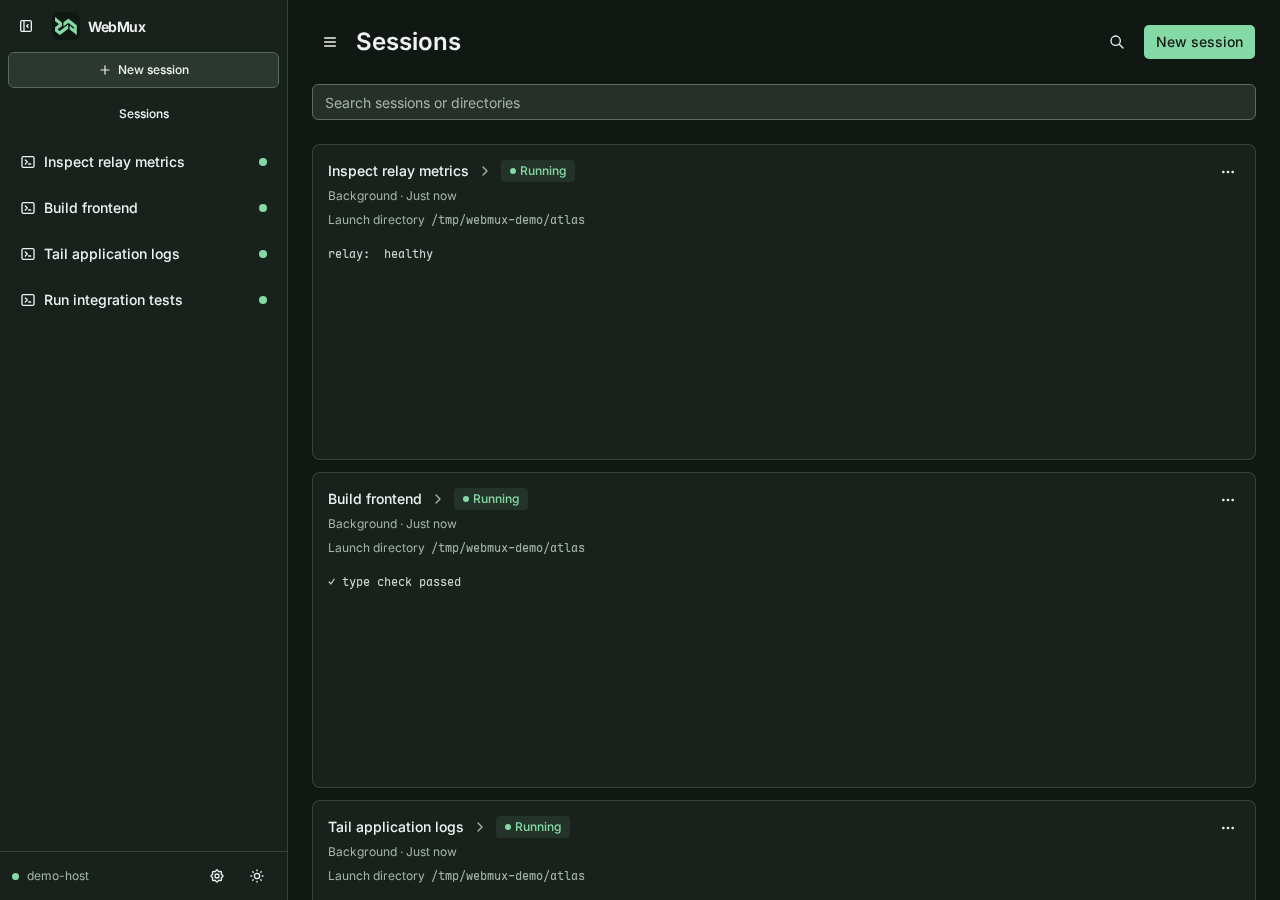 WebMux
New session
Sessions
Inspect relay metrics
Build frontend
Tail application logs
Run integration tests
demo-host
Sessions
New session
Search sessions or directories
Inspect relay metrics Running
Background · Just now
Launch directory /tmp/webmux-demo/atlas
relay:  healthy
Build frontend Running
Background · Just now
Launch directory /tmp/webmux-demo/atlas
✓ type check passed
Tail application logs Running
Background · Just now
Launch directory /tmp/webmux-demo/atlas